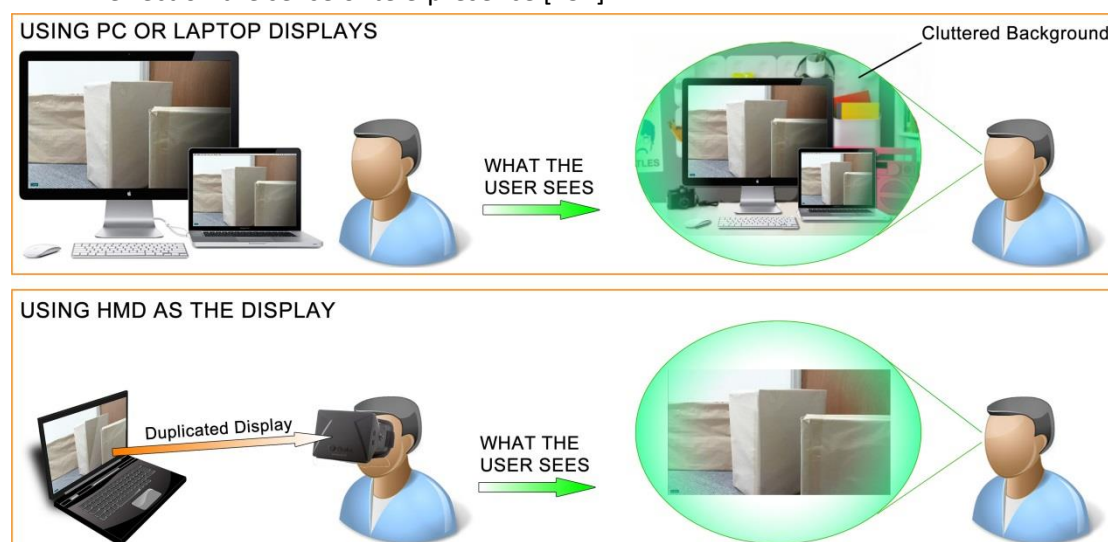 USING PC OR LAPTOP DISPLAYS
Cluttered Background
WHAT THE
USER SEES
TLES
USING HMD AS THE DISPLAY
Duplicated Display
WHAT THE
USER SEES